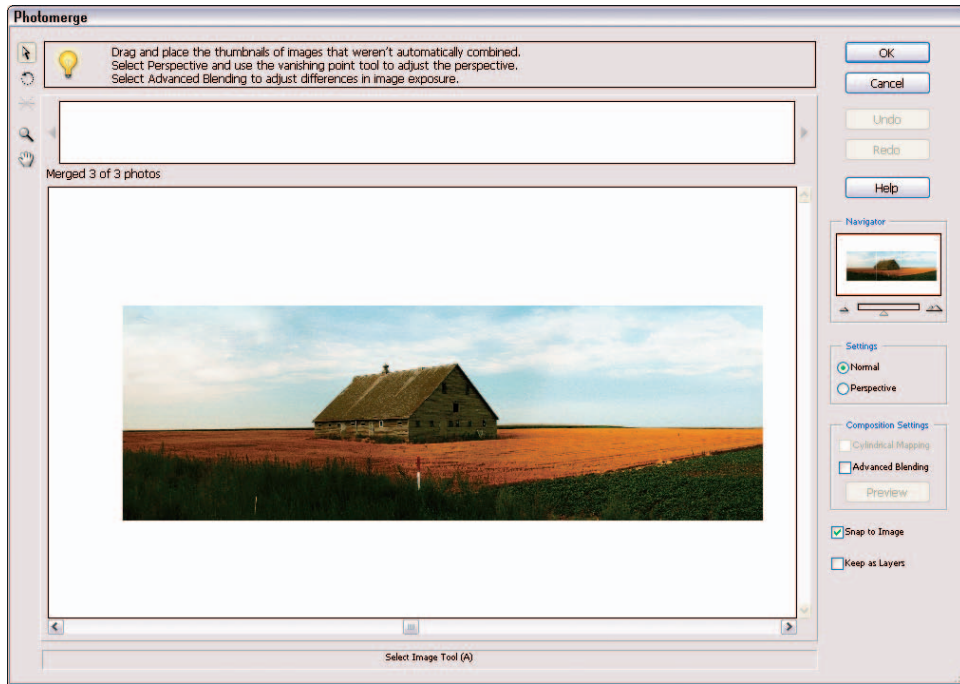 Photomerge
Drag and place the thumbnails of images that weren't automatically combined.
Select Perspective and use the vanishing point tool to adjust the perspective.
Select Advanced Blending to adjust differences in image exposure.
Merged 3 of 3 photos
OK
Cancel
Undo
Redo
Help
Navigator
Settings
Normal
Perspective
Composition Settings
Cylindrical Mapping
Advanced Blending
Preview
Snap to Image
Keep as Layers
Select Image Tool (A)